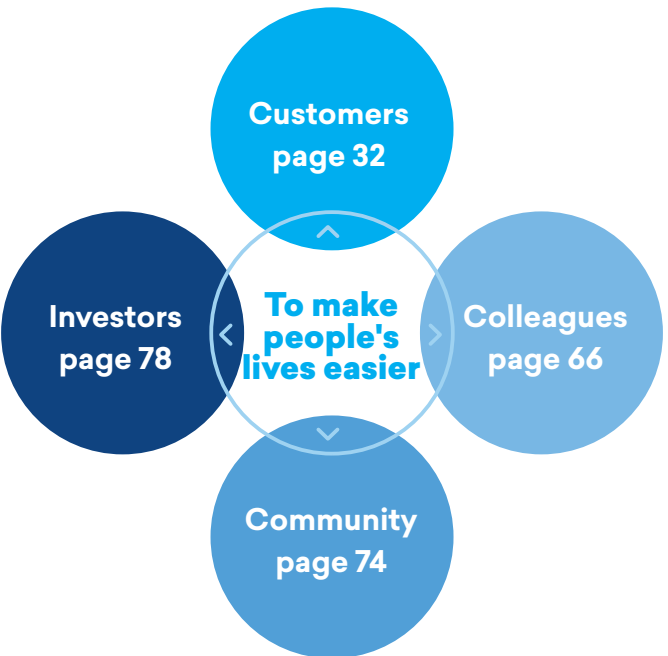 Customers
page 32
Investors
page 78
To make
people's
lives easier
Colleagues
page 66
Community
page 74